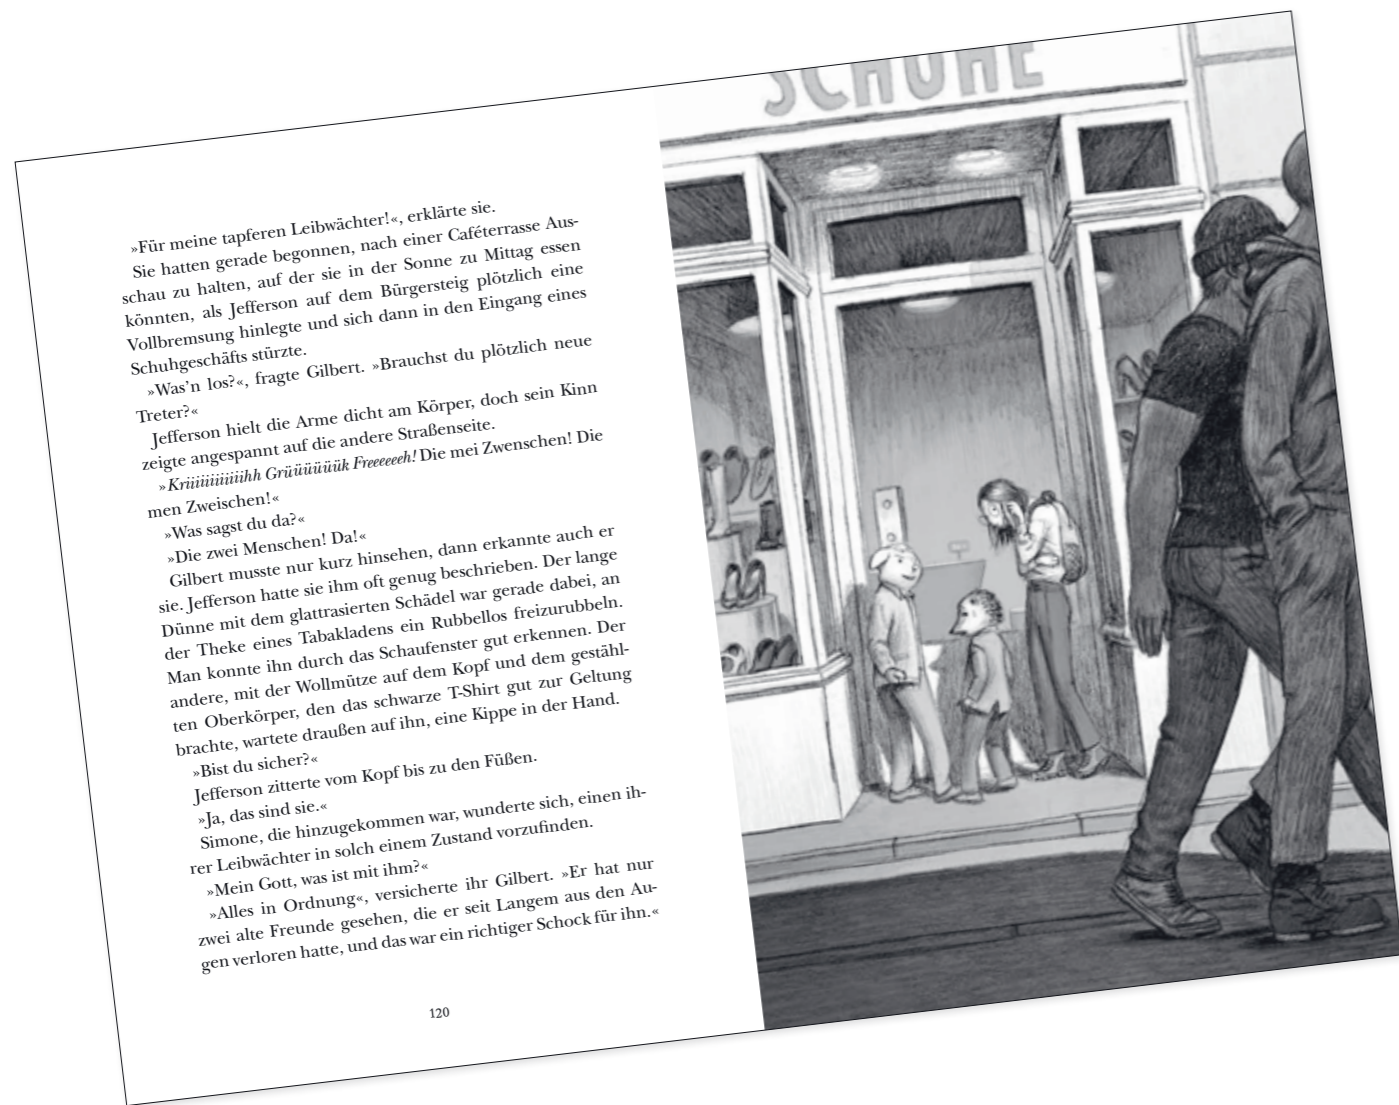 »Für meine tapferen Leibwächter!«, erklärte sie.
Sie hatten gerade begonnen, nach einer Caféterrasse Aus-
schau zu halten, auf der sie in der Sonne zu Mittag essen
könnten, als Jefferson auf dem Bürgersteig plötzlich eine
Vollbremsung hinlegte und sich dann in den Eingang eines
Schuhgeschäfts stürzte.
»Was’n los?«, fragte Gilbert. »Brauchst du plötzlich neue
Treter?«
Jefferson hielt die Arme dicht am Körper, doch sein Kinn
zeigte angespannt auf die andere Straßenseite.
»Kriiiiiiiiiiihh Grüüüüüük Freeeeeeh! Die mei Zwenschen! Die
men Zweischen!«
»Was sagst du da?«
»Die zwei Menschen! Da!«
Gilbert musste nur kurz hinsehen, dann erkannte auch er
sie. Jefferson hatte sie ihm oft genug beschrieben. Der lange
Dünne mit dem glattrasierten Schädel war gerade dabei, an
der Theke eines Tabakladens ein Rubbellos freizurubbeln.
Man konnte ihn durch das Schaufenster gut erkennen. Der
andere, mit der Wollmütze auf dem Kopf und dem gestähl-
ten Oberkörper, den das schwarze T-Shirt gut zur Geltung
brachte, wartete draußen auf ihn, eine Kippe in der Hand.
»Bist du sicher?«
Jefferson zitterte vom Kopf bis zu den Füßen.
»Ja, das sind sie.«
Simone, die hinzugekommen war, wunderte sich, einen ih-
rer Leibwächter in solch einem Zustand vorzufinden.
»Mein Gott, was ist mit ihm?«
»Alles in Ordnung«, versicherte ihr Gilbert. »Er hat nur
zwei alte Freunde gesehen, die er seit Langem aus den Au-
gen verloren hatte, und das war ein richtiger Schock für ihn.«
120
SCHUHE